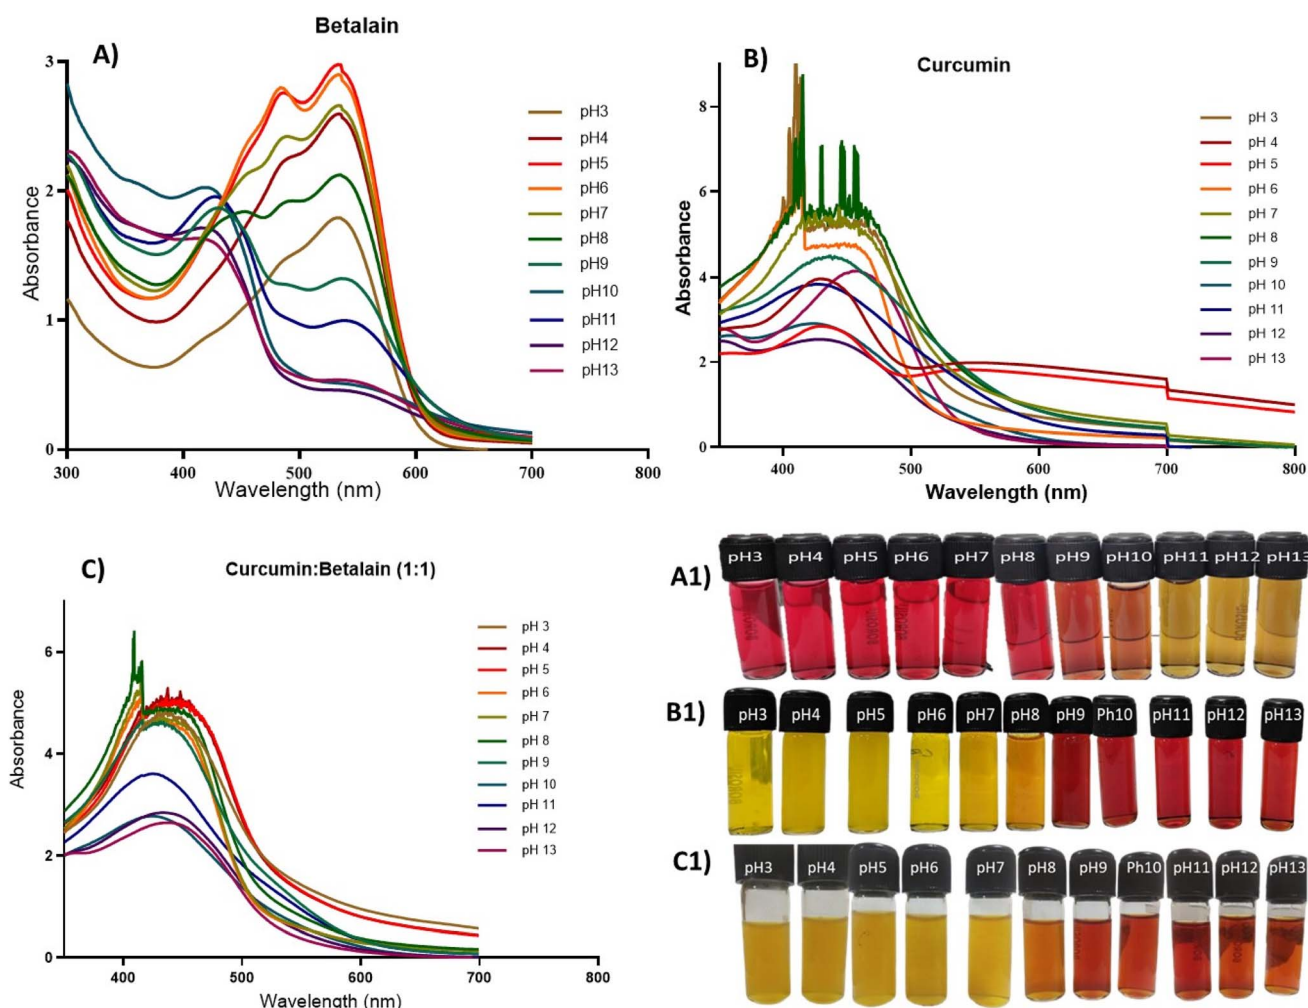 Betalain
A)
3
2
1
0
Absorbance
300
400
500
600
700
800
Wavelength (nm)
pH3
pH4
pH5
pH6
pH7
pH8
pH9
pH10
pH11
pH12
pH13
B)
Curcumin
8
6
4
2
0
Absorbance
400
500
600
700
800
Wavelength (nm)
pH 3
pH 4
pH 5
pH 6
pH 7
pH 8
pH 9
pH 10
pH 11
pH 12
pH 13
C)
Curcumin:Betalain (1:1)
6
4
2
0
Absorbance
400
500
600
700
800
Wavelength (nm)
pH 3
pH 4
pH 5
pH 6
pH 7
pH 8
pH 9
pH 10
pH 11
pH 12
pH 13
A1)
pH3 pH4 pH5 pH6 pH7 pH8 pH9 pH10 pH11 pH12 pH13
B1)
pH3 pH4 pH5 pH6 pH7 pH8 pH9 Ph10 pH11 pH12 pH13
C1)
pH3 pH4 pH5 pH6 pH7 pH8 pH9 Ph10 pH11 pH12 pH13